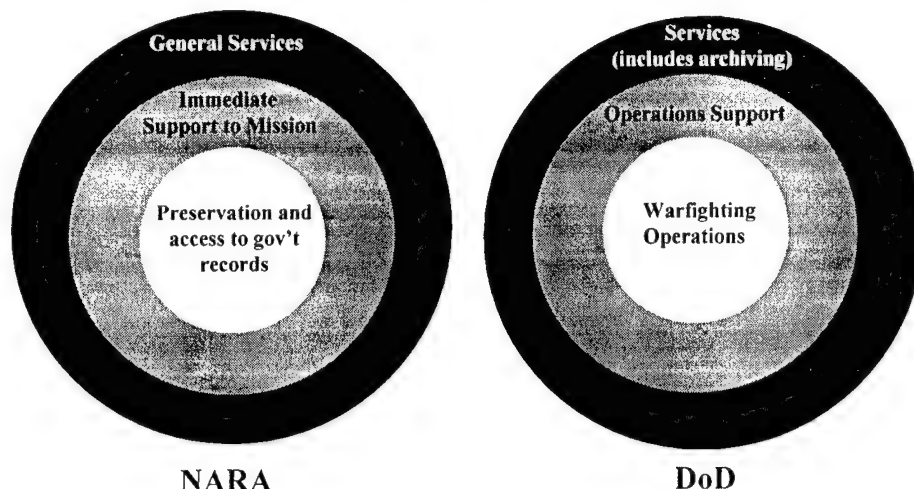 General Services
Immediate
Support to Mission
Preservation and
access to gov't
records
NARA
Services
(includes archiving)
Operations Support
Warfighting
Operations
DoD